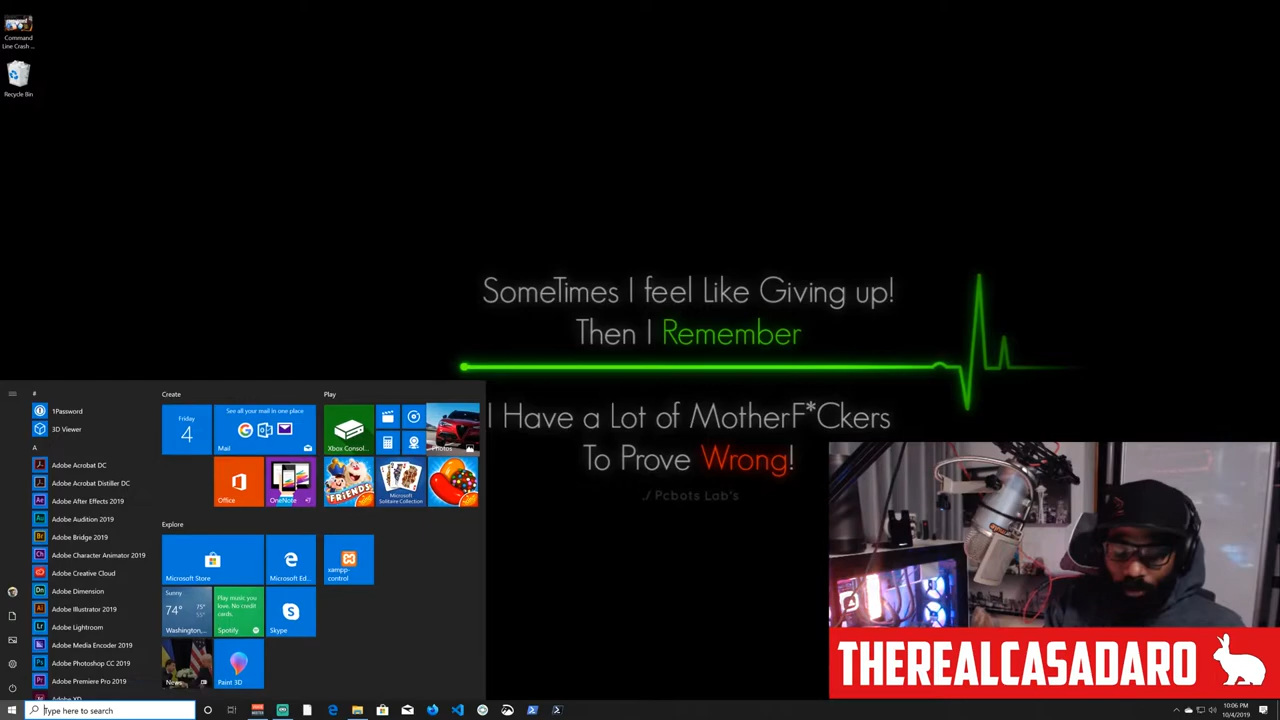 Command
Line Crash ...
Recycle Bin
SomeTimes I feel Like Giving up!
Then I Remember
I Have a Lot of MotherF*Ckers
To Prove Wrong!
./ Pcbots Lab's
#
1Password
3D Viewer
A
Adobe Acrobat DC
Adobe Acrobat Distiller DC
Adobe After Effects 2019
Adobe Audition 2019
Adobe Bridge 2019
Adobe Character Animator 2019
Adobe Creative Cloud
Adobe Dimension
Adobe Illustrator 2019
Adobe Lightroom
Adobe Media Encoder 2019
Adobe Photoshop CC 2019
Adobe Premiere Pro 2019
Adobe XD
Create
Friday
4
See all your mail in one place
Mail
Office
OneNote
Play
Xbox Consol...
Photos
FRIENDS
Microsoft
Solitaire Collection
Explore
Microsoft Store
Microsoft Ed...
xampp-
control
Sunny
74°
75°
55°
Washington,...
Play music you
love. No credit
cards.
Spotify
Skype
News
Paint 3D
THEREALCASADARO
Type here to search
10:06 PM
10/4/2019